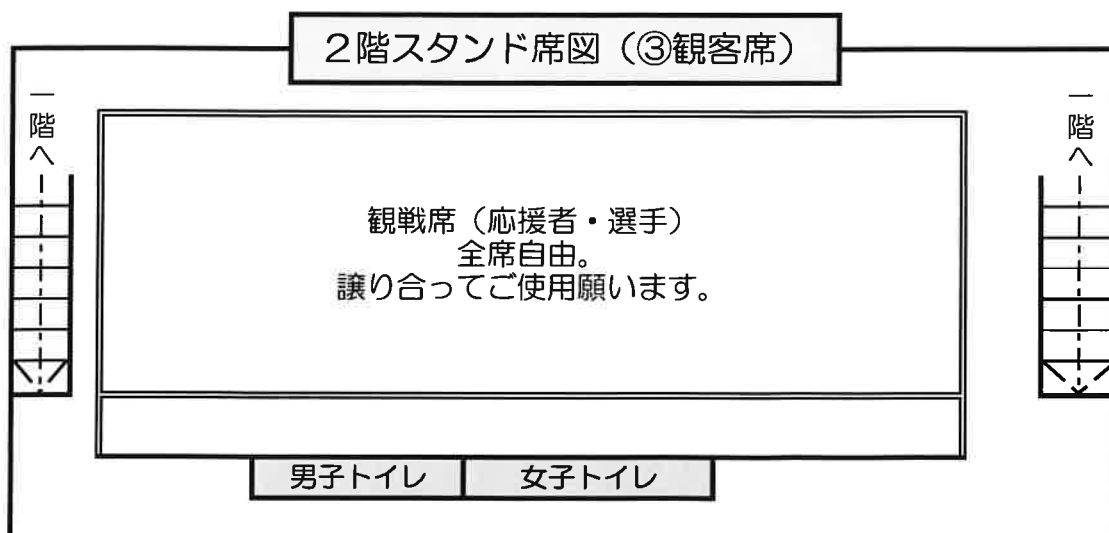 2階スタンド席図（③観客席）
一階へ
一階へ
観戦席（応援者・選手）
全席自由。
譲り合ってご使用願います。
男子トイレ
女子トイレ